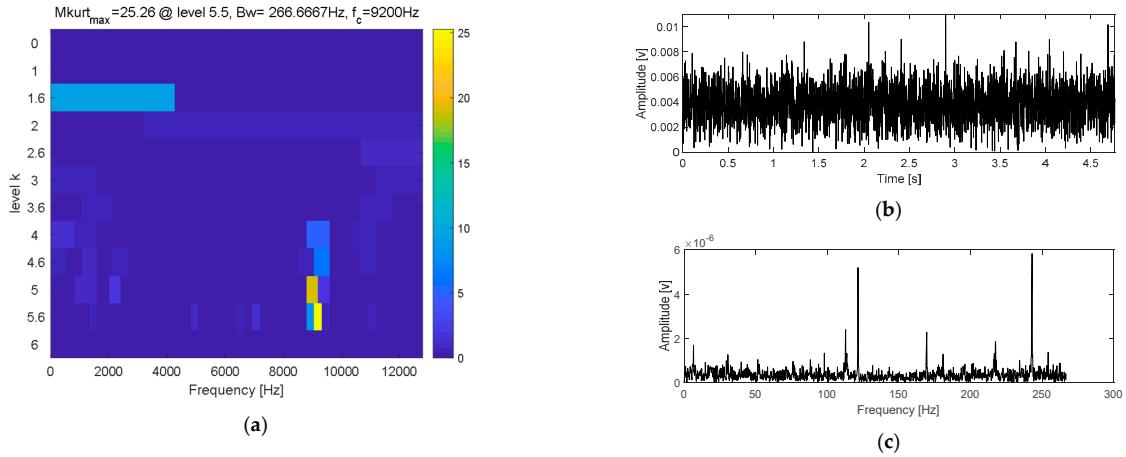 Mkurt_max=25.26 @ level 5.5, Bw= 266.6667Hz, f_c=9200Hz
0
1
1.6
2
2.6
3
3.6
4
4.6
5
5.6
6
level k
0 2000 4000 6000 8000 10000 12000
Frequency [Hz]
25
20
15
10
5
0
(a)
0.01
0.008
0.006
0.004
0.002
0
Amplitude [v]
0 0.5 1 1.5 2 2.5 3 3.5 4 4.5
Time [s]
(b)
×10^-6
6
4
2
0
Amplitude [v]
0 50 100 150 200 250 300
Frequency [Hz]
(c)